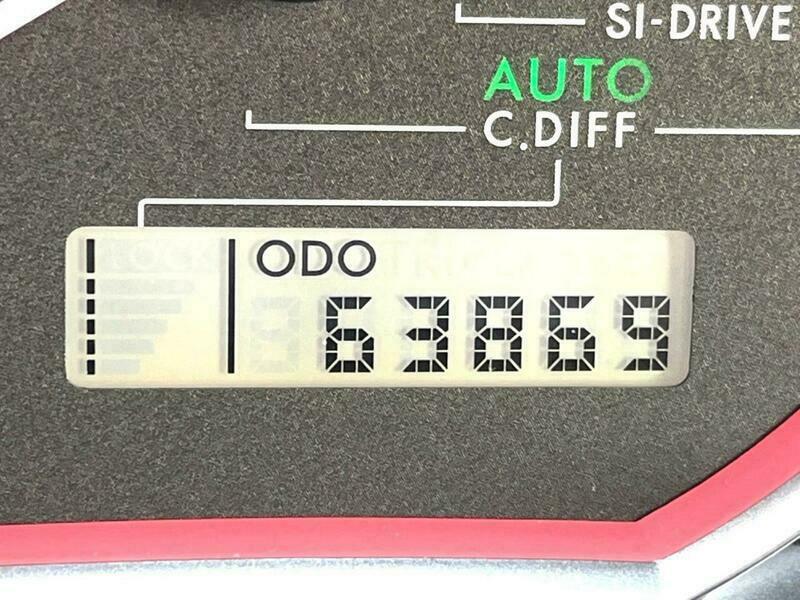 SI-DRIVE
AUTO
C.DIFF
ODO
63869